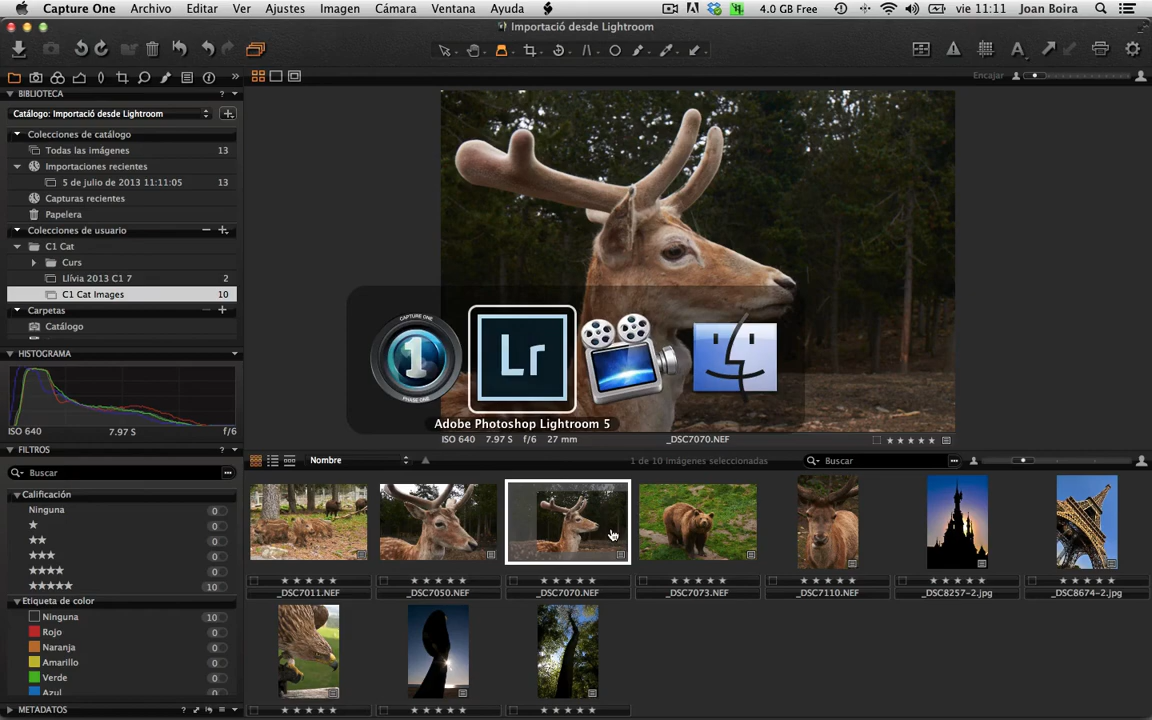 Capture One Archivo Editar Ver Ajustes Imagen Cámara Ventana Ayuda 4.0 GB Free vie 11:11 Joan Boira
Importació desde Lightroom
Encajar
BIBLIOTECA
Catálogo: Importació desde Lightroom
Colecciones de catálogo
Todas las imágenes 13
Importaciones recientes
5 de julio de 2013 11:11:05 13
Capturas recientes
Papelera
Colecciones de usuario
C1 Cat
Curs
Llívia 2013 C1 7 2
C1 Cat Images 10
Carpetas
Catálogo
HISTOGRAMA
ISO 640 7.97 S f/6
FILTROS
Buscar
Calificación
Ninguna 0
★ 0
★★ 0
★★★ 0
★★★★ 0
★★★★★ 10
Etiqueta de color
Ninguna 10
Rojo 0
Naranja 0
Amarillo 0
Verde 0
Azul 0
METADATOS
CAPTURE ONE
1
PHASE ONE
Lr
Adobe Photoshop Lightroom 5
ISO 640 7.97 S f/6 27 mm _DSC7070.NEF
Nombre 1 de 10 imágenes seleccionadas Buscar
_DSC7011.NEF _DSC7050.NEF _DSC7070.NEF _DSC7073.NEF _DSC7110.NEF _DSC8257-2.jpg _DSC8674-2.jpg